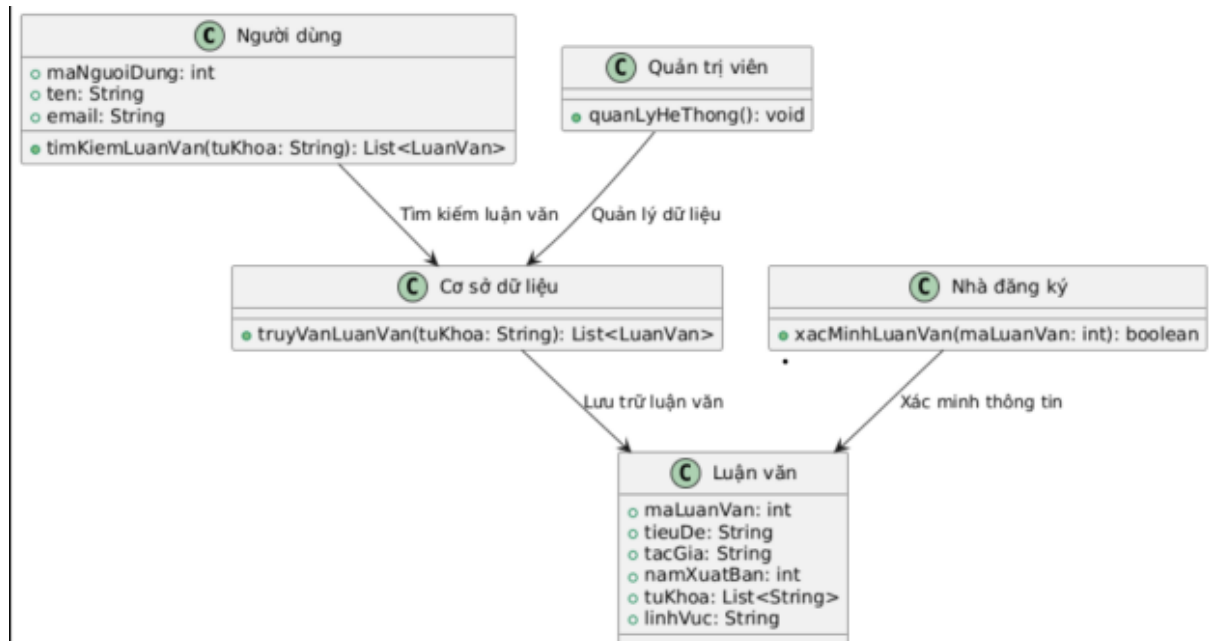 C Người dùng
maNguoiDung: int
ten: String
email: String
timKiemLuanVan(tuKhoa: String): List<LuanVan>
C Quản trị viên
quanLyHeThong(): void
Tìm kiếm luận văn
Quản lý dữ liệu
C Cơ sở dữ liệu
truyVanLuanVan(tuKhoa: String): List<LuanVan>
C Nhà đăng ký
xacMinhLuanVan(maLuanVan: int): boolean
Lưu trữ luận văn
Xác minh thông tin
C Luận văn
maLuanVan: int
tieuDe: String
tacGia: String
namXuatBan: int
tuKhoa: List<String>
linhVuc: String